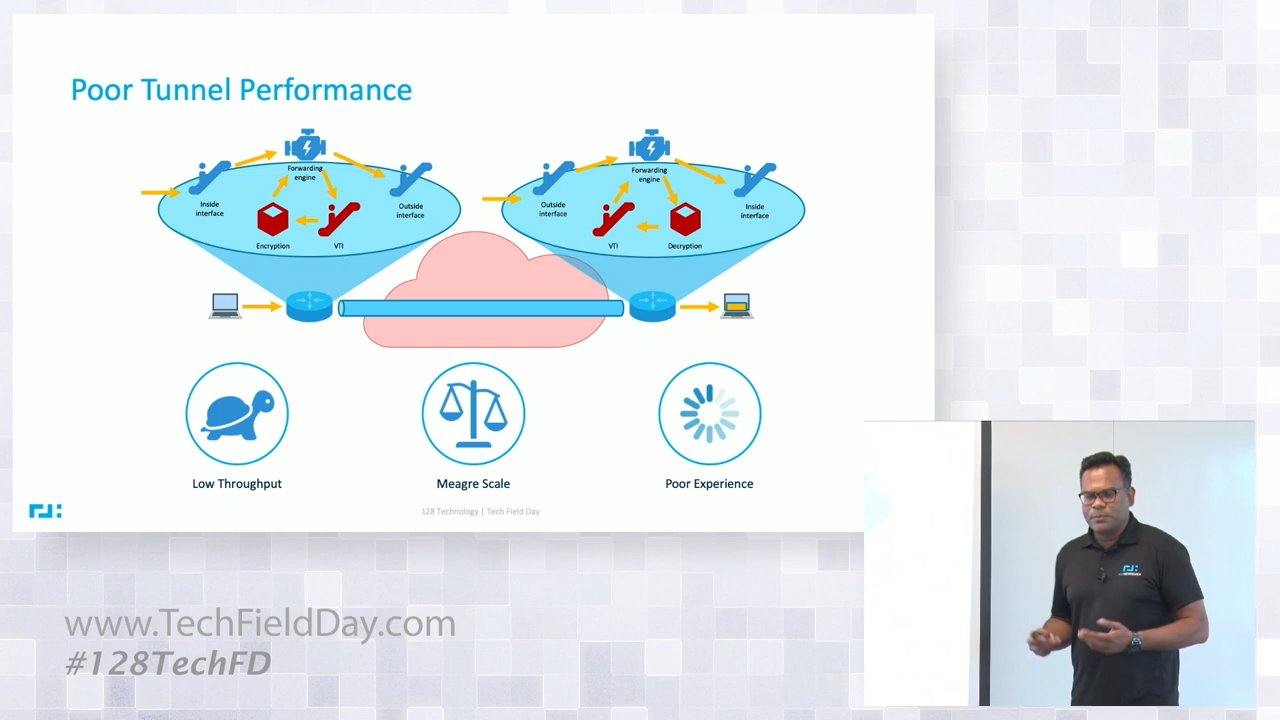 Poor Tunnel Performance
Forwarding
engine
Inside
interface
Outside
interface
Encryption
VTI
Forwarding
engine
Outside
interface
Inside
interface
VTI
Decryption
Low Throughput
Meagre Scale
Poor Experience
128 Technology | Tech Field Day
www.TechFieldDay.com
#128TechFD